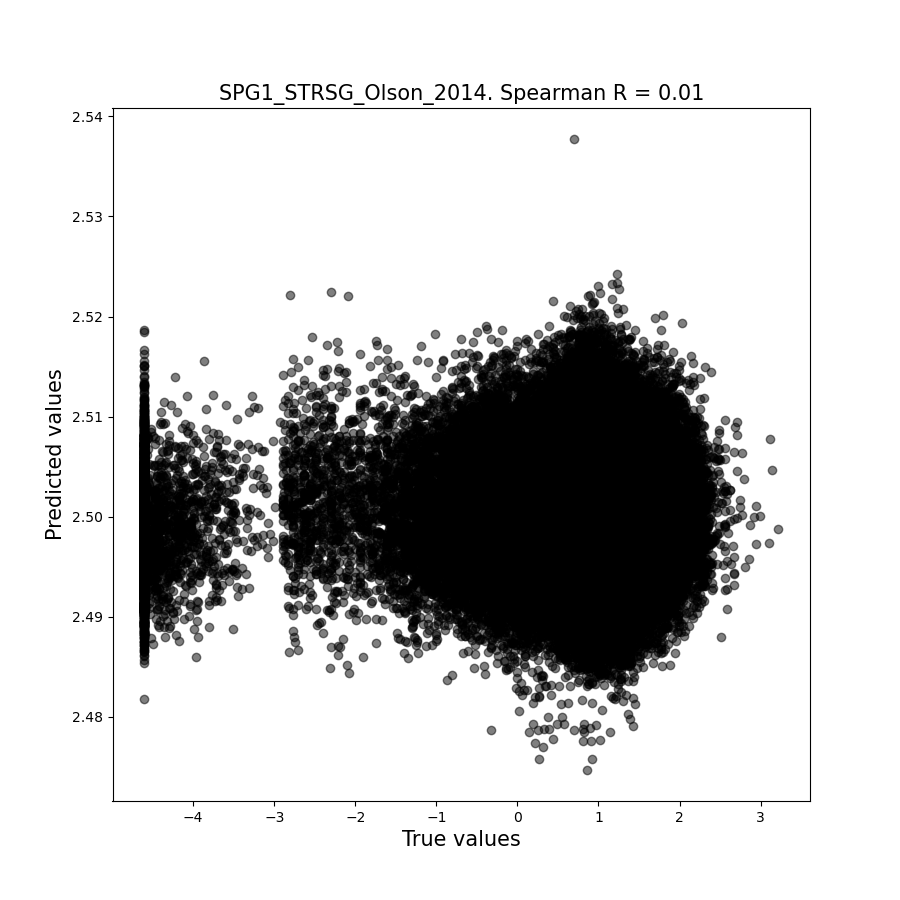 SPG1_STRSG_Olson_2014. Spearman R = 0.01
2.54
2.53
2.52
2.51
2.50
2.49
2.48
Predicted values
−4 −3 −2 −1 0 1 2 3
True values